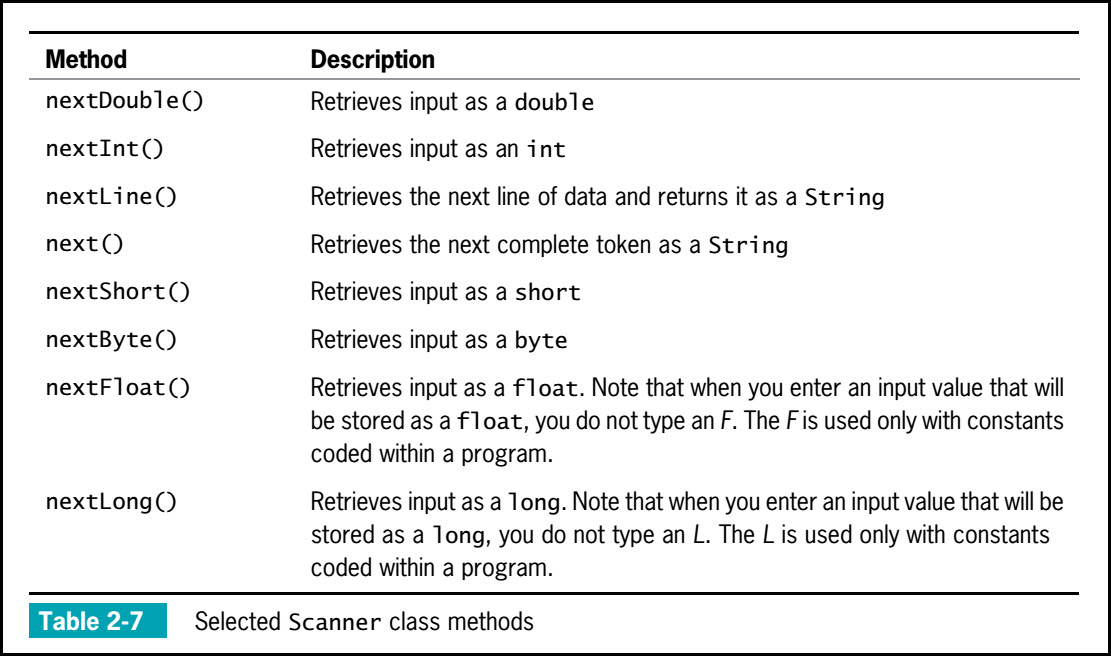 Method Description
nextDouble() Retrieves input as a double
nextInt() Retrieves input as an int
nextLine() Retrieves the next line of data and returns it as a String
next() Retrieves the next complete token as a String
nextShort() Retrieves input as a short
nextByte() Retrieves input as a byte
nextFloat() Retrieves input as a float. Note that when you enter an input value that will
be stored as a float, you do not type an F. The F is used only with constants
coded within a program.
nextLong() Retrieves input as a long. Note that when you enter an input value that will be
stored as a long, you do not type an L. The L is used only with constants
coded within a program.
Table 2-7 Selected Scanner class methods